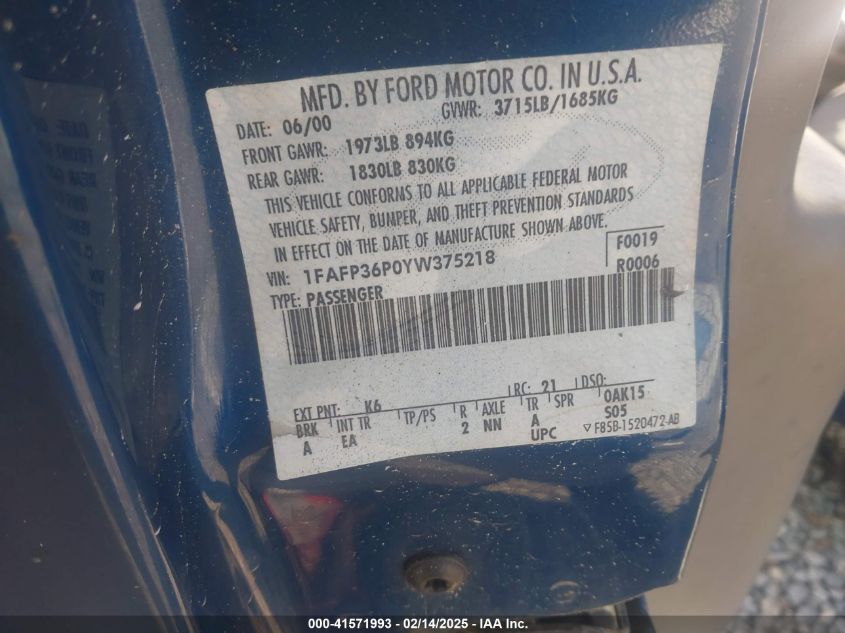 MFD. BY FORD MOTOR CO. IN U.S.A.
DATE: 06/00 GVWR: 3715LB/1685KG
FRONT GAWR: 1973LB 894KG
REAR GAWR: 1830LB 830KG
THIS VEHICLE CONFORMS TO ALL APPLICABLE FEDERAL MOTOR
VEHICLE SAFETY, BUMPER, AND THEFT PREVENTION STANDARDS
IN EFFECT ON THE DATE OF MANUFACTURE SHOWN ABOVE.
VIN: 1FAFP36P0YW375218 F0019
TYPE: PASSENGER R0006
EXT PNT: K6 RC: 21 DSO:
BRK INT TR TP/PS R AXLE TR SPR 0AK15
A EA 2 NN A S05
UPC ▽ F85B-1520472-AB
000-41571993 - 02/14/2025 - IAAI Inc.